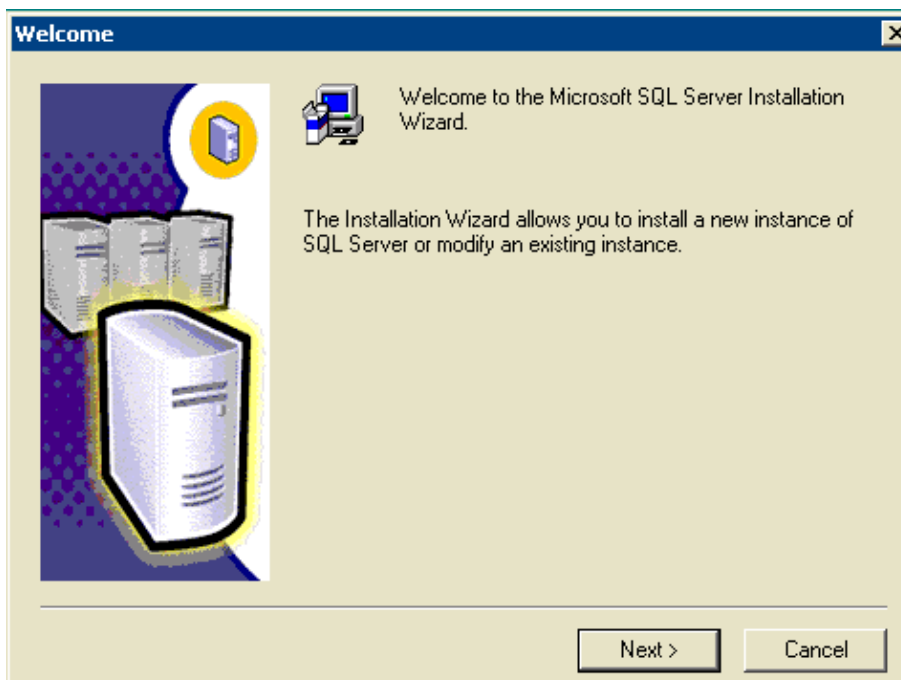 Welcome
Welcome to the Microsoft SQL Server Installation
Wizard.
The Installation Wizard allows you to install a new instance of
SQL Server or modify an existing instance.
Next >
Cancel